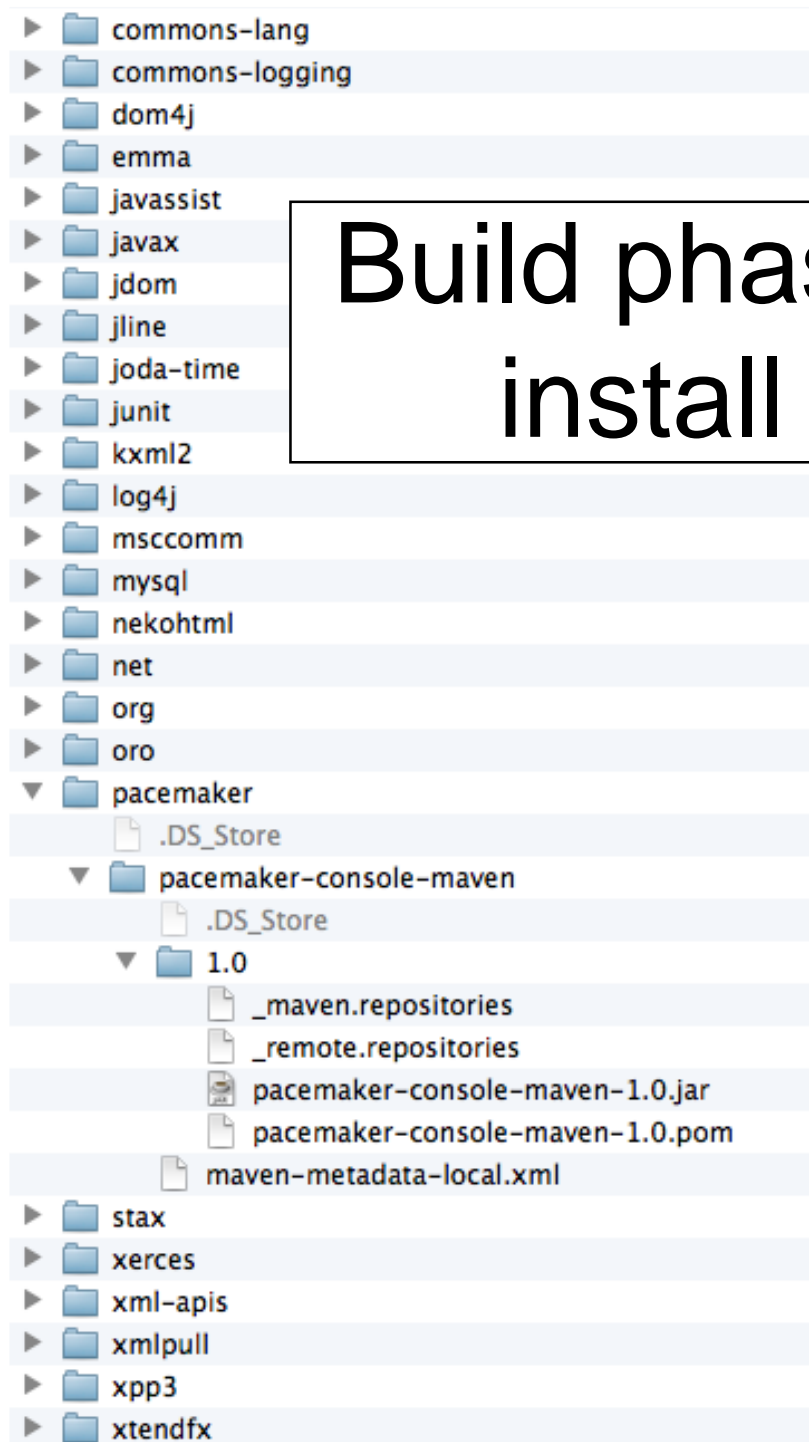 commons-lang
commons-logging
dom4j
emma
javassist
javax
jdom
jline
joda-time
junit
kxml2
log4j
msccomm
mysql
nekohtml
net
org
oro
pacemaker
.DS_Store
pacemaker-console-maven
.DS_Store
1.0
_maven.repositories
_remote.repositories
pacemaker-console-maven-1.0.jar
pacemaker-console-maven-1.0.pom
maven-metadata-local.xml
stax
xerces
xml-apis
xmlpull
xpp3
xtendfx
Build phas
install